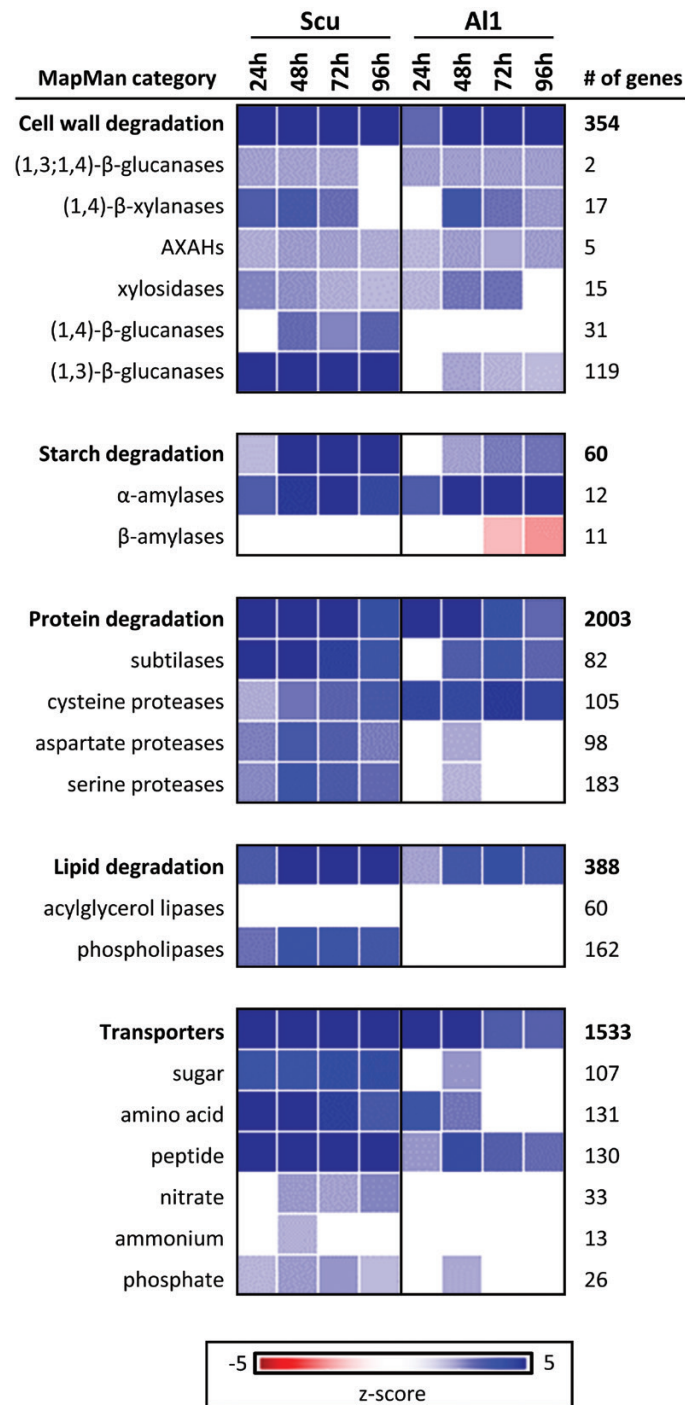 Scu Al1
MapMan category 24h 48h 72h 96h 24h 48h 72h 96h # of genes
Cell wall degradation 354
(1,3;1,4)-β-glucanases 2
(1,4)-β-xylanases 17
AXAHs 5
xylosidases 15
(1,4)-β-glucanases 31
(1,3)-β-glucanases 119
Starch degradation 60
α-amylases 12
β-amylases 11
Protein degradation 2003
subtilases 82
cysteine proteases 105
aspartate proteases 98
serine proteases 183
Lipid degradation 388
acylglycerol lipases 60
phospholipases 162
Transporters 1533
sugar 107
amino acid 131
peptide 130
nitrate 33
ammonium 13
phosphate 26
-5 5
z-score